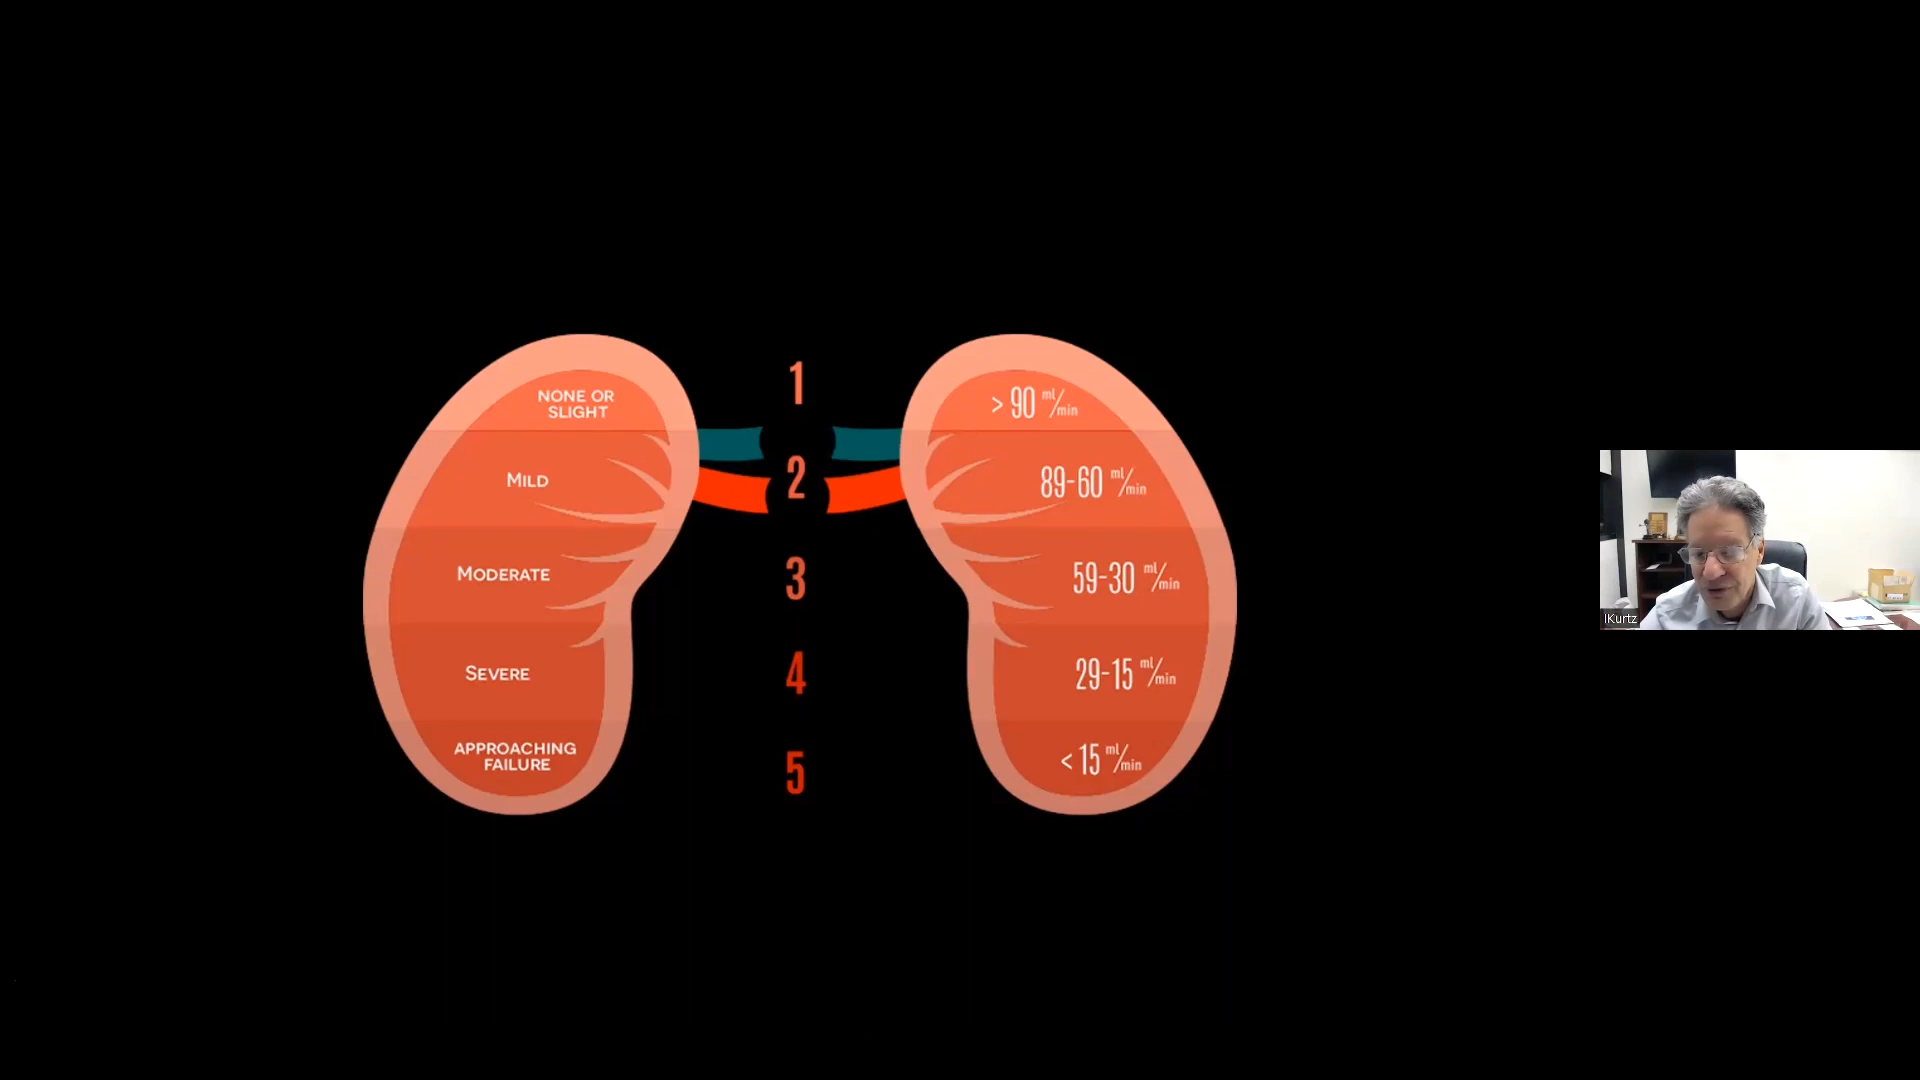 1
NONE OR
SLIGHT
> 90 ml/min
2
MILD
89-60 ml/min
3
MODERATE
59-30 ml/min
4
SEVERE
29-15 ml/min
5
APPROACHING
FAILURE
< 15 ml/min
IKurtz